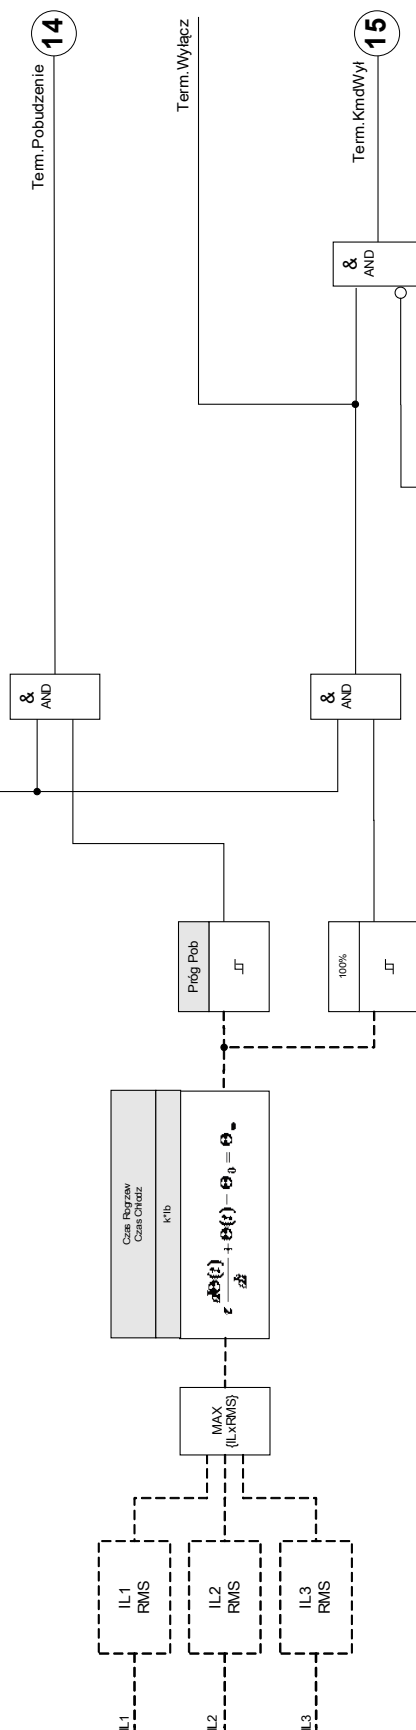 IL1
IL2
IL3
IL1
RMS
IL2
RMS
IL3
RMS
MAX
{ILxRMS}
Czas Rogrzew
Czas Chłodz
k*Ib
Próg Pob
100%
&
AND
&
AND
&
AND
Term.Pobudzenie
14
Term.Wyłącz
Term.KmdWył
15